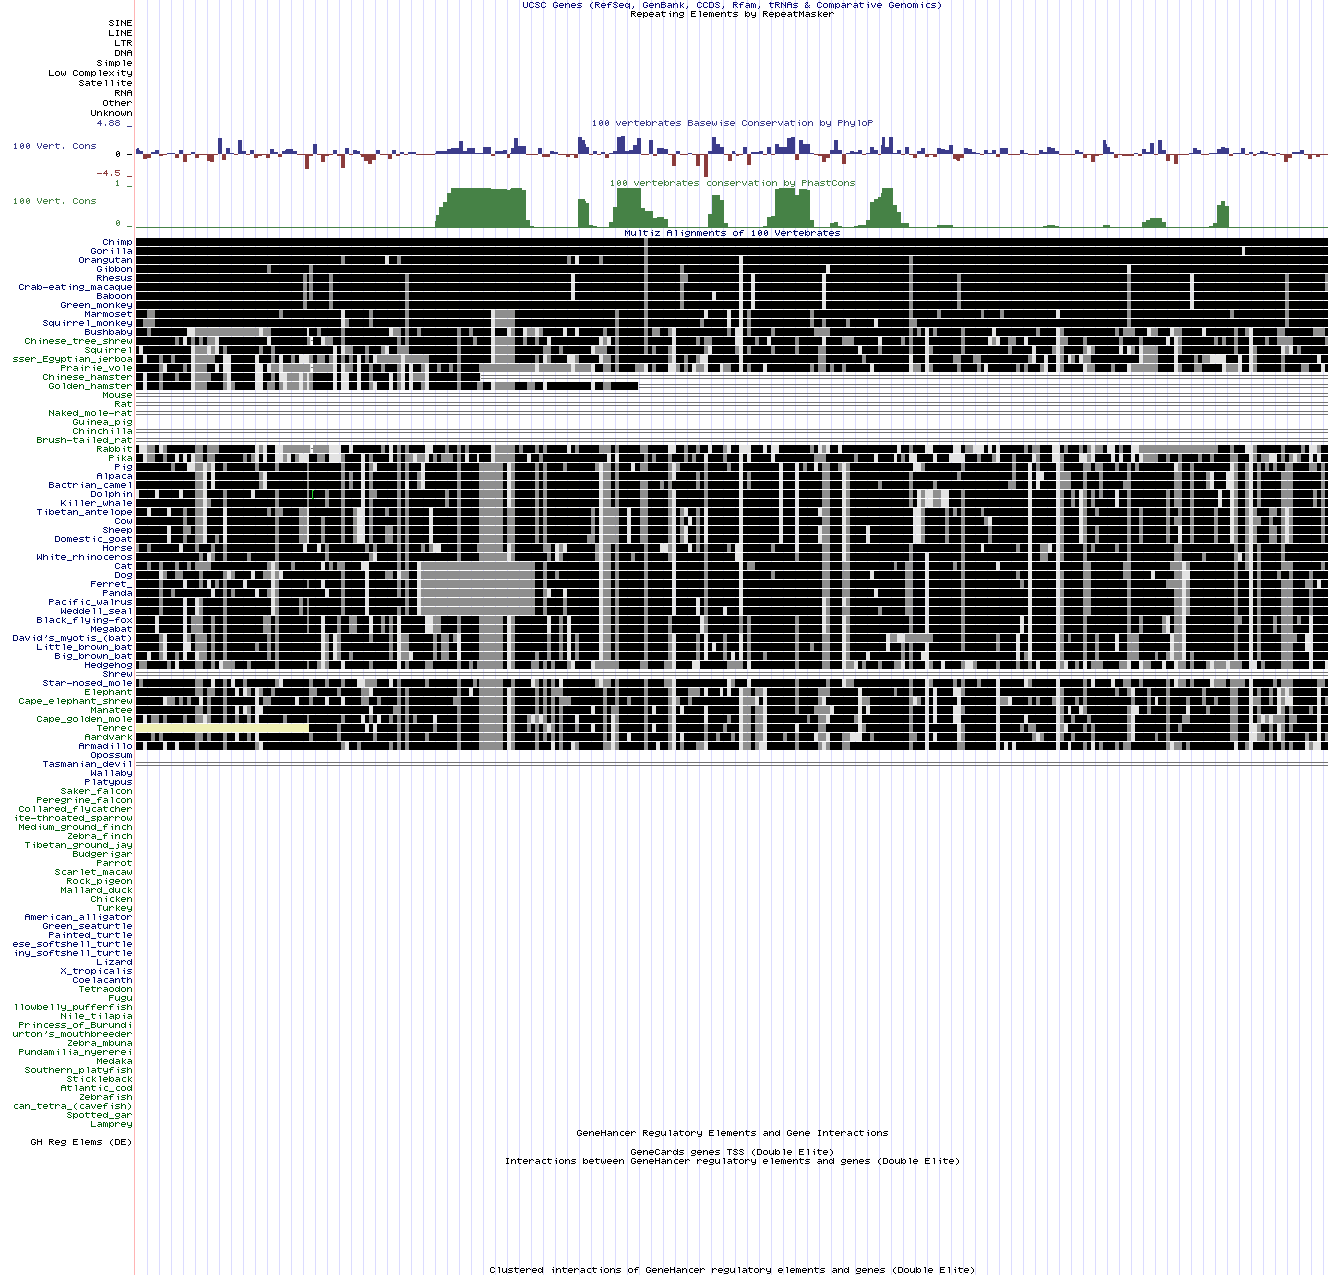 UCSC Genes (RefSeq, GenBank, CCDS, Rfam, tRNAs & Comparative Genomics)
Repeating Elements by RepeatMasker
SINE
LINE
LTR
DNA
Simple
Low Complexity
Satellite
RNA
Other
Unknown
4.88 _
100 vertebrates Basewise Conservation by PhyloP
100 Vert. Cons
0 _
-4.5 _
100 vertebrates conservation by PhastCons
1 _
100 Vert. Cons
0 _
Multiz Alignments of 100 Vertebrates
Chimp
Gorilla
Orangutan
Gibbon
Rhesus
Crab-eating_macaque
Baboon
Green_monkey
Marmoset
Squirrel_monkey
Bushbaby
Chinese_tree_shrew
Squirrel
sser_Egyptian_jerboa
Prairie_vole
Chinese_hamster
Golden_hamster
Mouse
Rat
Naked_mole-rat
Guinea_pig
Chinchilla
Brush-tailed_rat
Rabbit
Pika
Pig
Alpaca
Bactrian_camel
Dolphin
Killer_whale
Tibetan_antelope
Cow
Sheep
Domestic_goat
Horse
White_rhinoceros
Cat
Dog
Ferret_
Panda
Pacific_walrus
Weddell_seal
Black_flying-fox
Megabat
David's_myotis_(bat)
Little_brown_bat
Big_brown_bat
Hedgehog
Shrew
Star-nosed_mole
Elephant
Cape_elephant_shrew
Manatee
Cape_golden_mole
Tenrec
Aardvark
Armadillo
Opossum
Tasmanian_devil
Wallaby
Platypus
Saker_falcon
Peregrine_falcon
Collared_flycatcher
ite-throated_sparrow
Medium_ground_finch
Zebra_finch
Tibetan_ground_jay
Budgerigar
Parrot
Scarlet_macaw
Rock_pigeon
Mallard_duck
Chicken
Turkey
American_alligator
Green_seaturtle
Painted_turtle
ese_softshell_turtle
iny_softshell_turtle
Lizard
X_tropicalis
Coelacanth
Tetraodon
Fugu
llowbelly_pufferfish
Nile_tilapia
Princess_of_Burundi
urton's_mouthbreeder
Zebra_mbuna
Pundamilia_nyererei
Medaka
Southern_platyfish
Stickleback
Atlantic_cod
Zebrafish
can_tetra_(cavefish)
Spotted_gar
Lamprey
GeneHancer Regulatory Elements and Gene Interactions
GH Reg Elems (DE)
GeneCards genes TSS (Double Elite)
Interactions between GeneHancer regulatory elements and genes (Double Elite)
Clustered interactions of GeneHancer regulatory elements and genes (Double Elite)